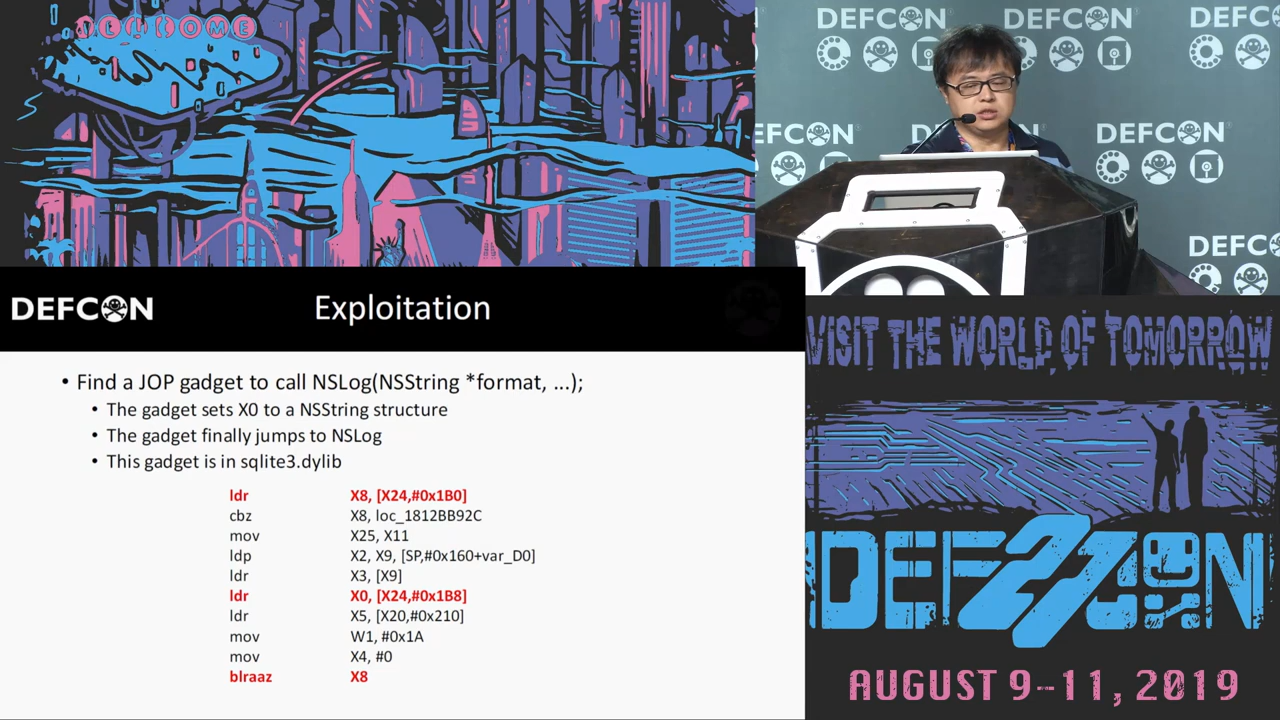 WELCOME
DEFCON
DEFCON
DEFC
DEFCON
DEFCON
DEFC
DEFCON
Exploitation
• Find a JOP gadget to call NSLog(NSString *format, ...);
• The gadget sets X0 to a NSString structure
• The gadget finally jumps to NSLog
• This gadget is in sqlite3.dylib
ldr X8, [X24,#0x1B0]
cbz X8, loc_1812BB92C
mov X25, X11
ldp X2, X9, [SP,#0x160+var_D0]
ldr X3, [X9]
ldr X0, [X24,#0x1B8]
ldr X5, [X20,#0x210]
mov W1, #0x1A
mov X4, #0
blraaz X8
VISIT THE WORLD OF TOMORROW
DEF27CON
AUGUST 9-11, 2019